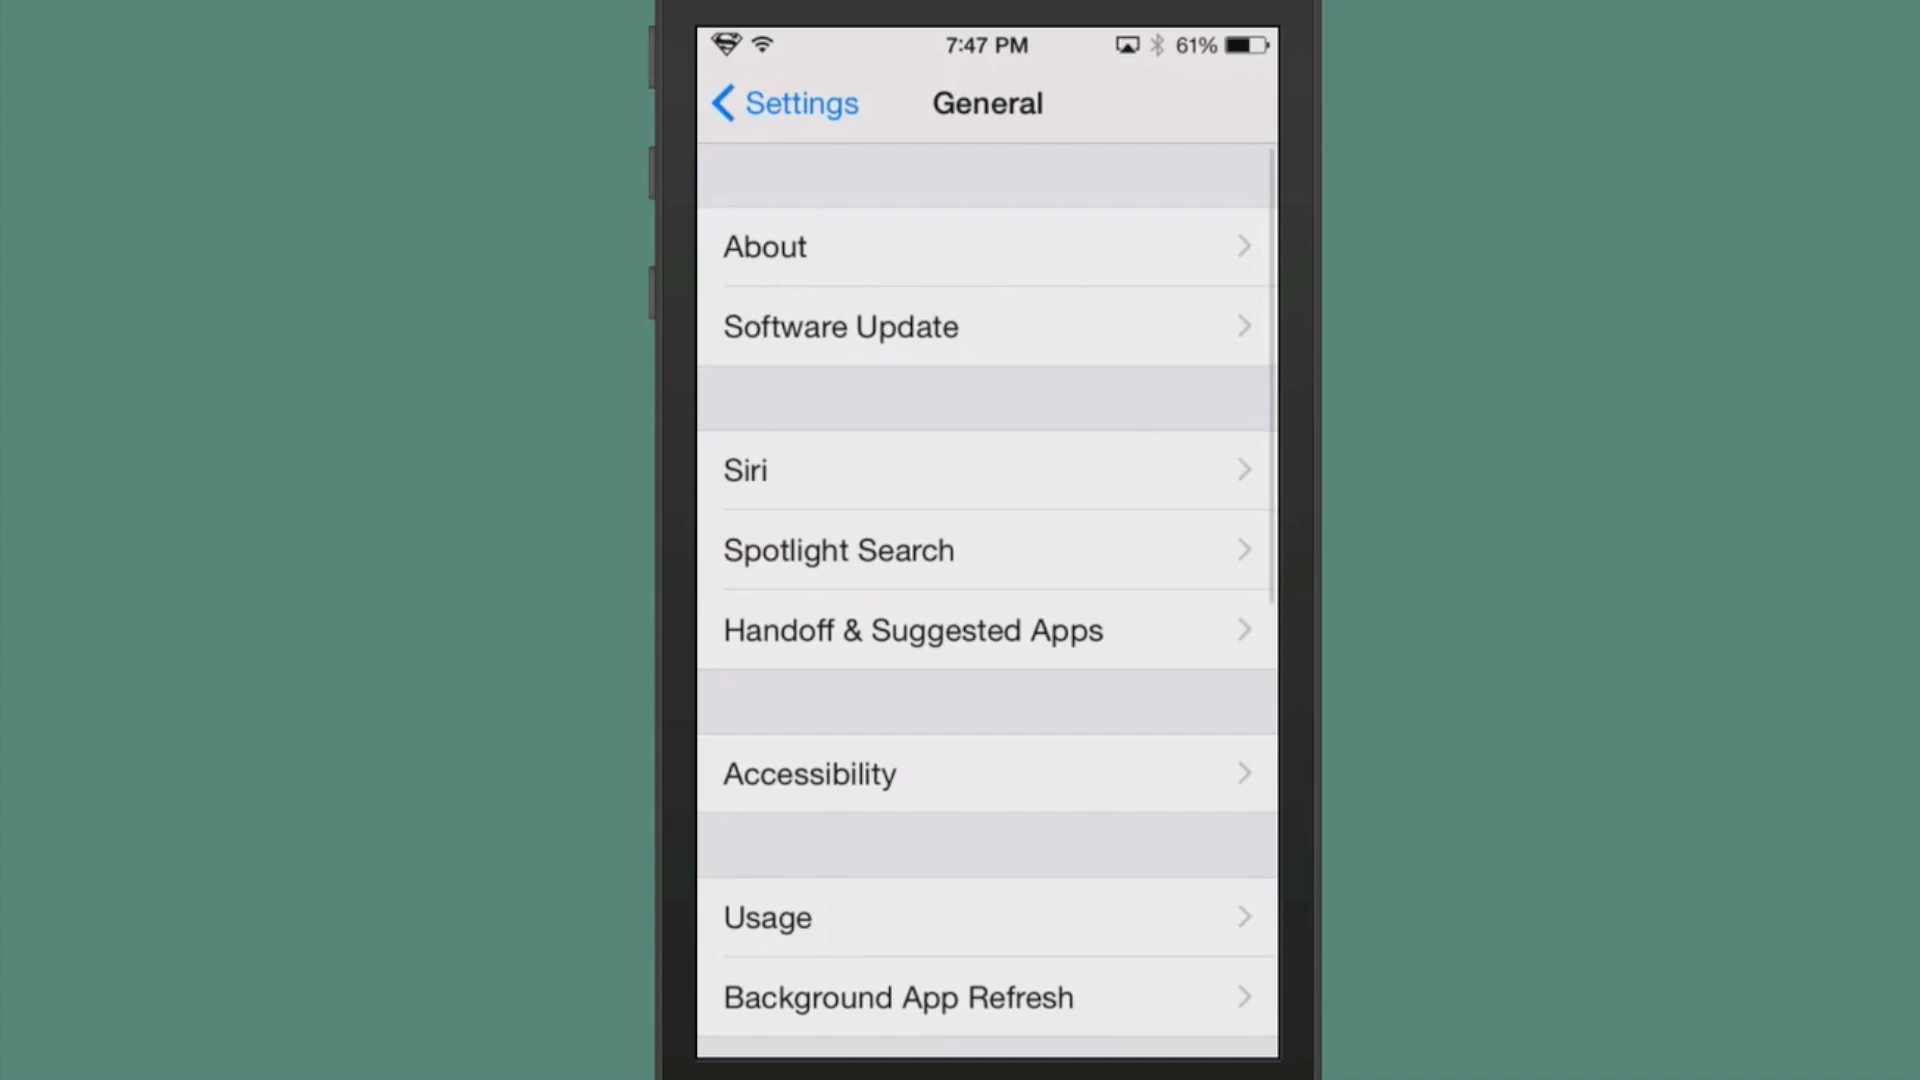 7:47 PM 61%
Settings General
About
Software Update
Siri
Spotlight Search
Handoff & Suggested Apps
Accessibility
Usage
Background App Refresh